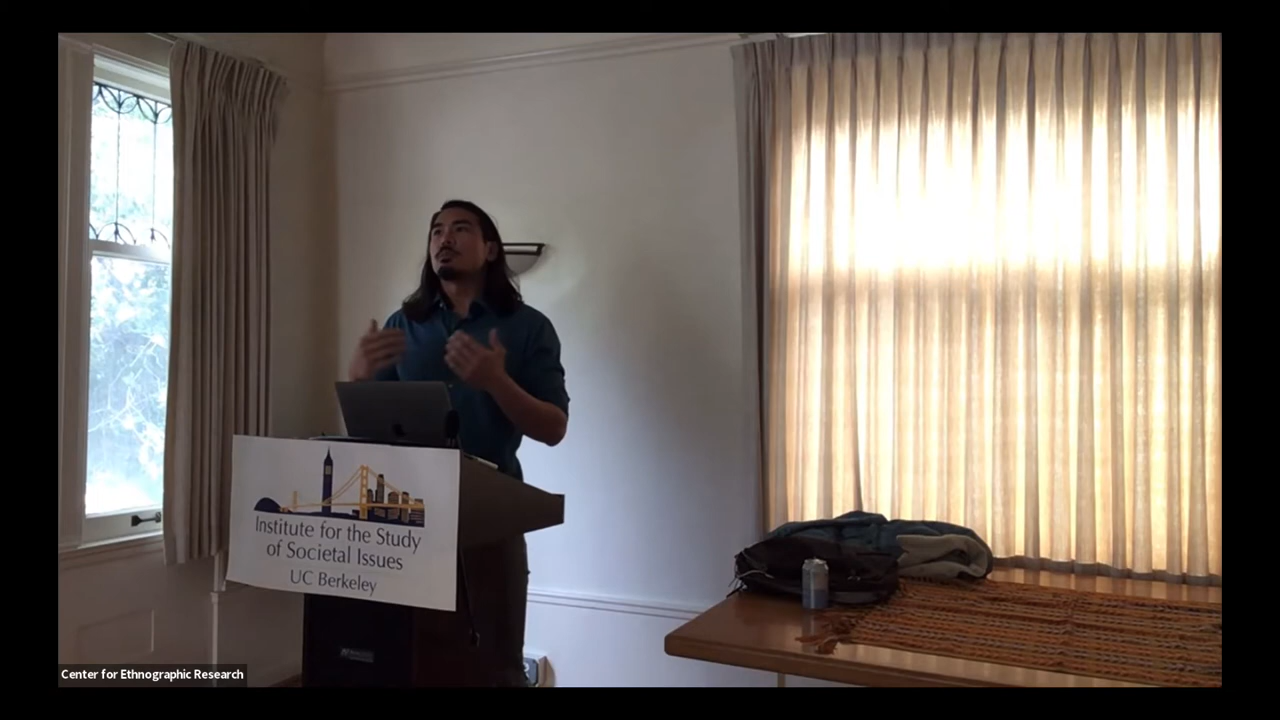 Institute for the Study
of Societal Issues
UC Berkeley
Center for Ethnographic Research